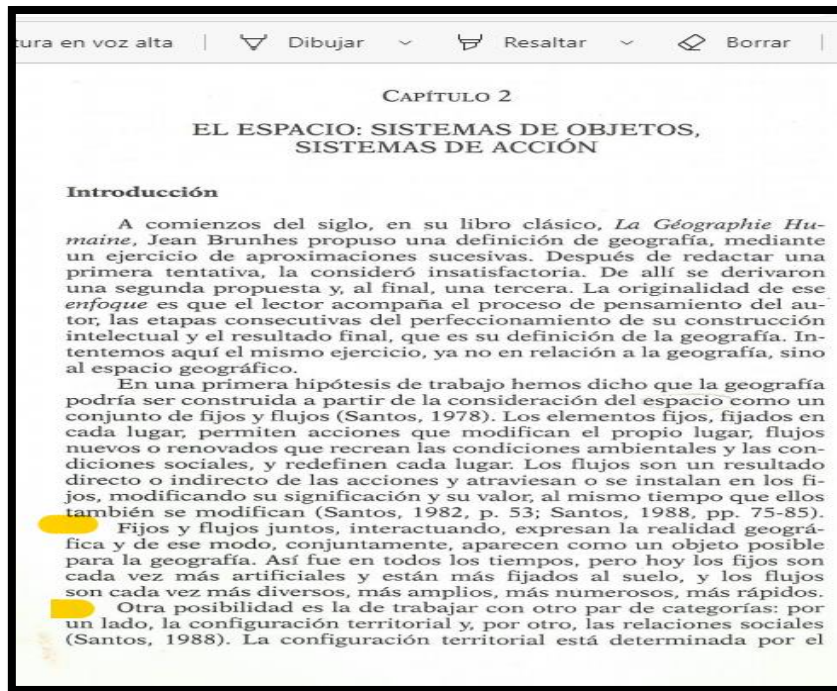 tura en voz alta | Dibujar Resaltar Borrar |
CAPÍTULO 2
EL ESPACIO: SISTEMAS DE OBJETOS,
SISTEMAS DE ACCIÓN
Introducción
A comienzos del siglo, en su libro clásico, La Géographie Hu-
maine, Jean Brunhes propuso una definición de geografía, mediante
un ejercicio de aproximaciones sucesivas. Después de redactar una
primera tentativa, la consideró insatisfactoria. De allí se derivaron
una segunda propuesta y, al final, una tercera. La originalidad de ese
enfoque es que el lector acompaña el proceso de pensamiento del au-
tor, las etapas consecutivas del perfeccionamiento de su construcción
intelectual y el resultado final, que es su definición de la geografía. In-
tentemos aquí el mismo ejercicio, ya no en relación a la geografía, sino
al espacio geográfico.
En una primera hipótesis de trabajo hemos dicho que la geografía
podría ser construida a partir de la consideración del espacio como un
conjunto de fijos y flujos (Santos, 1978). Los elementos fijos, fijados en
cada lugar, permiten acciones que modifican el propio lugar, flujos
nuevos o renovados que recrean las condiciones ambientales y las con-
diciones sociales, y redefinen cada lugar. Los flujos son un resultado
directo o indirecto de las acciones y atraviesan o se instalan en los fi-
jos, modificando su significación y su valor, al mismo tiempo que ellos
también se modifican (Santos, 1982, p. 53; Santos, 1988, pp. 75-85).
Fijos y flujos juntos, interactuando, expresan la realidad geográ-
fica y de ese modo, conjuntamente, aparecen como un objeto posible
para la geografía. Así fue en todos los tiempos, pero hoy los fijos son
cada vez más artificiales y están más fijados al suelo, y los flujos
son cada vez más diversos, más amplios, más numerosos, más rápidos.
Otra posibilidad es la de trabajar con otro par de categorías: por
un lado, la configuración territorial y, por otro, las relaciones sociales
(Santos, 1988). La configuración territorial está determinada por el